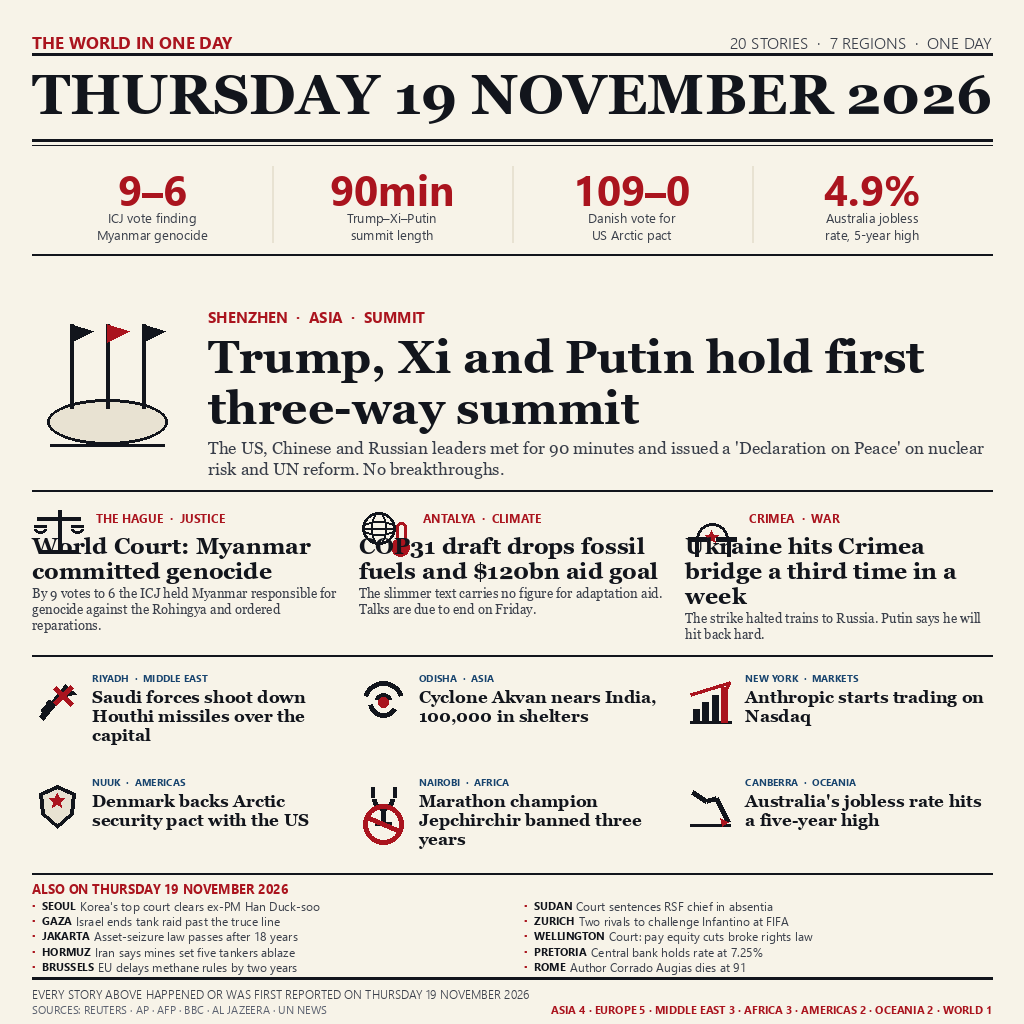 THE WORLD IN ONE DAY
20 STORIES · 7 REGIONS · ONE DAY
THURSDAY 19 NOVEMBER 2026
9–6
ICJ vote finding
Myanmar genocide
90min
Trump–Xi–Putin
summit length
109–0
Danish vote for
US Arctic pact
4.9%
Australia jobless
rate, 5-year high
SHENZHEN · ASIA · SUMMIT
Trump, Xi and Putin hold first
three-way summit
The US, Chinese and Russian leaders met for 90 minutes and issued a 'Declaration on Peace' on nuclear
risk and UN reform. No breakthroughs.
THE HAGUE · JUSTICE
World Court: Myanmar
committed genocide
By 9 votes to 6 the ICJ held Myanmar responsible for
genocide against the Rohingya and ordered
reparations.
ANTALYA · CLIMATE
COP31 draft drops fossil
fuels and $120bn aid goal
The slimmer text carries no figure for adaptation aid.
Talks are due to end on Friday.
CRIMEA · WAR
Ukraine hits Crimea
bridge a third time in a
week
The strike halted trains to Russia. Putin says he will
hit back hard.
RIYADH · MIDDLE EAST
Saudi forces shoot down
Houthi missiles over the
capital
ODISHA · ASIA
Cyclone Akvan nears India,
100,000 in shelters
NEW YORK · MARKETS
Anthropic starts trading on
Nasdaq
NUUK · AMERICAS
Denmark backs Arctic
security pact with the US
NAIROBI · AFRICA
Marathon champion
Jepchirchir banned three
years
CANBERRA · OCEANIA
Australia's jobless rate hits
a five-year high
ALSO ON THURSDAY 19 NOVEMBER 2026
· SEOUL Korea's top court clears ex-PM Han Duck-soo
· GAZA Israel ends tank raid past the truce line
· JAKARTA Asset-seizure law passes after 18 years
· HORMUZ Iran says mines set five tankers ablaze
· BRUSSELS EU delays methane rules by two years
· SUDAN Court sentences RSF chief in absentia
· ZURICH Two rivals to challenge Infantino at FIFA
· WELLINGTON Court: pay equity cuts broke rights law
· PRETORIA Central bank holds rate at 7.25%
· ROME Author Corrado Augias dies at 91
EVERY STORY ABOVE HAPPENED OR WAS FIRST REPORTED ON THURSDAY 19 NOVEMBER 2026
SOURCES: REUTERS · AP · AFP · BBC · AL JAZEERA · UN NEWS
ASIA 4 · EUROPE 5 · MIDDLE EAST 3 · AFRICA 3 · AMERICAS 2 · OCEANIA 2 · WORLD 1